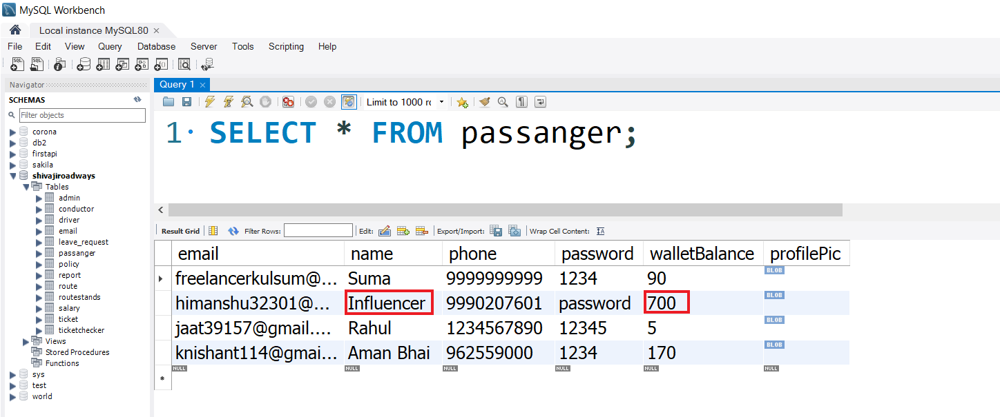 MySQL Workbench
Local instance MySQL80 ×
File Edit View Query Database Server Tools Scripting Help
Navigator
Query 1 ×
SCHEMAS
Limit to 1000 ro
Filter objects
1 SELECT * FROM passanger;
corona
db2
firstapi
sakila
shivajiroadways
Tables
admin
conductor
driver
email
leave_request
passanger
policy
report
route
routestands
salary
ticket
ticketchecker
Views
Stored Procedures
Functions
sys
test
world
Result Grid Filter Rows: Edit: Export/Import: Wrap Cell Content:
email name phone password walletBalance profilePic
freelancerkulsum@... Suma 9999999999 1234 90 BLOB
himanshu32301@... Influencer 9990207601 password 700 BLOB
jaat39157@gmail.... Rahul 1234567890 12345 5 BLOB
knishant114@gmai... Aman Bhai 962559000 1234 170 BLOB
NULL NULL NULL NULL NULL NULL